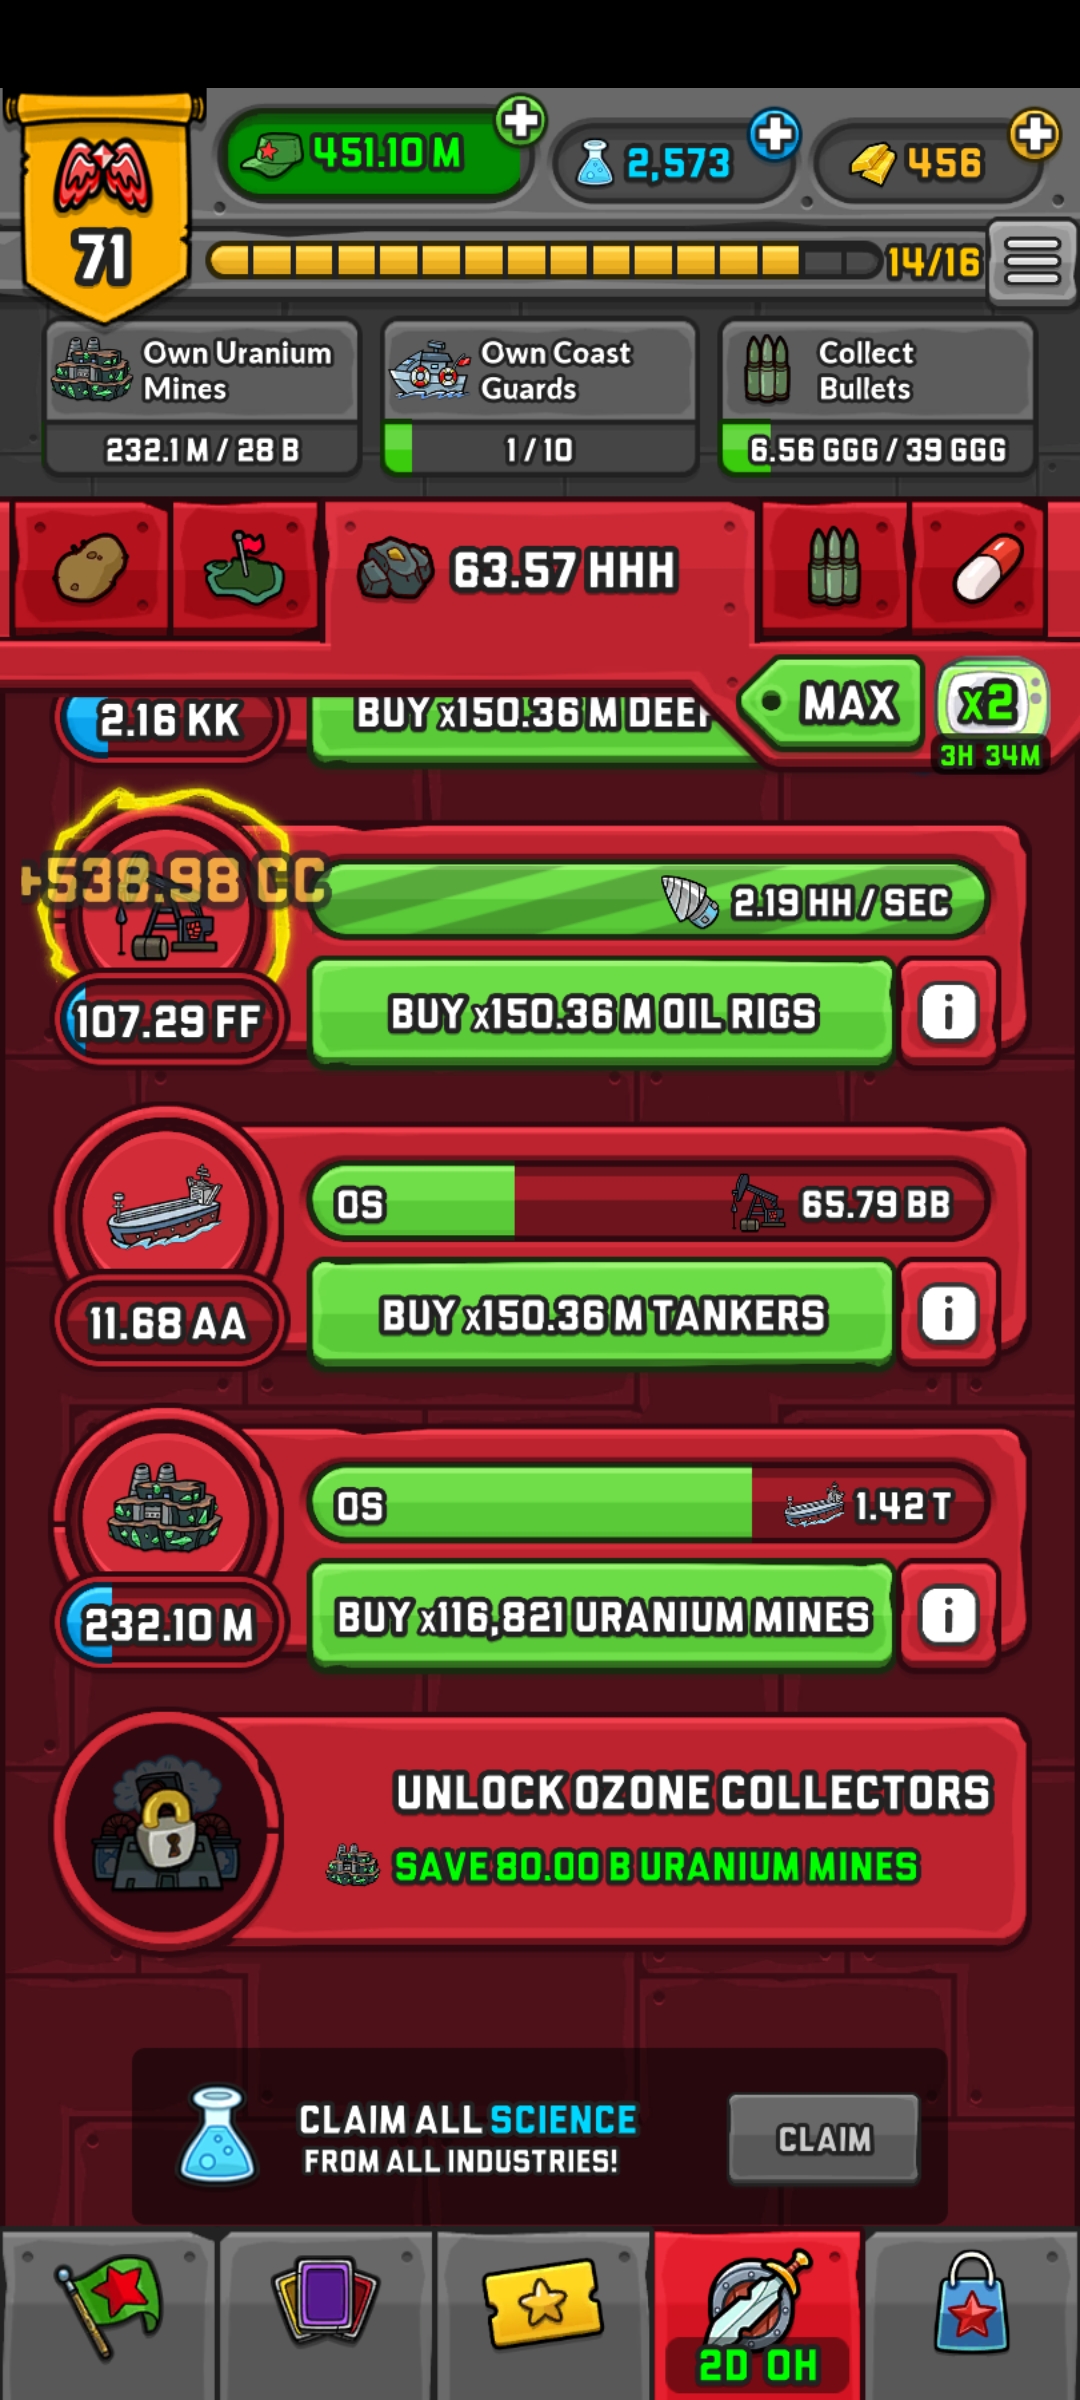 451.10 M
2,573
456
71
14/16
Own Uranium
Mines
232.1 M / 28 B
Own Coast
Guards
1 / 10
Collect
Bullets
6.56 GGG / 39 GGG
63.57 HHH
MAX
x2
3H 34M
2.16 KK
BUY x150.36 M DEEP
+538.98 CC
2.19 HH / SEC
107.29 FF
BUY x150.36 M OIL RIGS
i
0S
65.79 BB
11.68 AA
BUY x150.36 M TANKERS
i
0S
1.42 T
232.10 M
BUY x116,821 URANIUM MINES
i
UNLOCK OZONE COLLECTORS
SAVE 80.00 B URANIUM MINES
CLAIM ALL SCIENCE
FROM ALL INDUSTRIES!
CLAIM
2D 0H